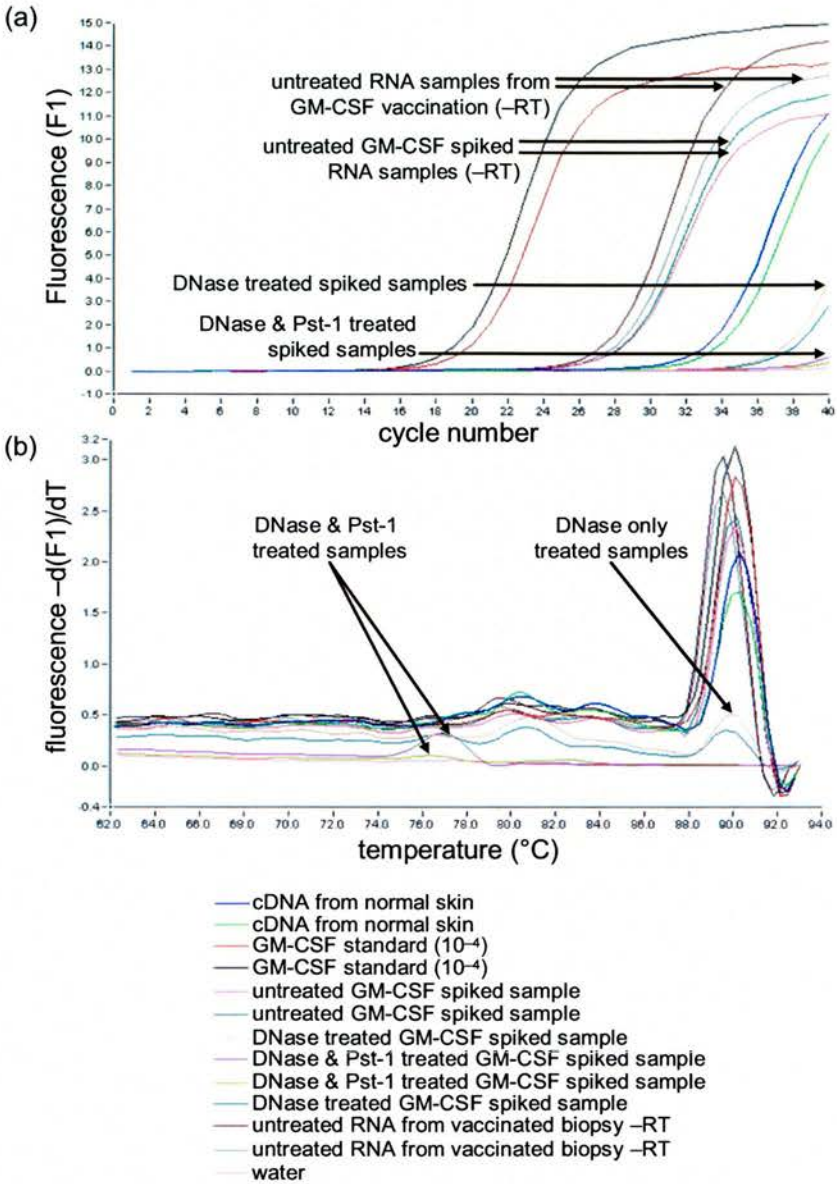 (a)
Fluorescence (F1)
15.0
14.0
13.0
12.0
11.0
10.0
9.0
8.0
7.0
6.0
5.0
4.0
3.0
2.0
1.0
0.0
-1.0
untreated RNA samples from
GM-CSF vaccination (–RT)
untreated GM-CSF spiked
RNA samples (–RT)
DNase treated spiked samples
DNase & Pst-1 treated
spiked samples
0 2 4 6 8 10 12 14 16 18 20 22 24 26 28 30 32 34 36 38 40
cycle number
(b)
fluorescence –d(F1)/dT
3.2
3.0
2.5
2.0
1.5
1.0
0.5
0.0
-0.4
DNase & Pst-1
treated samples
DNase only
treated samples
62.0 64.0 66.0 68.0 70.0 72.0 74.0 76.0 78.0 80.0 82.0 84.0 86.0 88.0 90.0 92.0 94.0
temperature (°C)
cDNA from normal skin
cDNA from normal skin
GM-CSF standard (10⁻⁴)
GM-CSF standard (10⁻⁴)
untreated GM-CSF spiked sample
untreated GM-CSF spiked sample
DNase treated GM-CSF spiked sample
DNase & Pst-1 treated GM-CSF spiked sample
DNase & Pst-1 treated GM-CSF spiked sample
DNase treated GM-CSF spiked sample
untreated RNA from vaccinated biopsy –RT
untreated RNA from vaccinated biopsy –RT
water